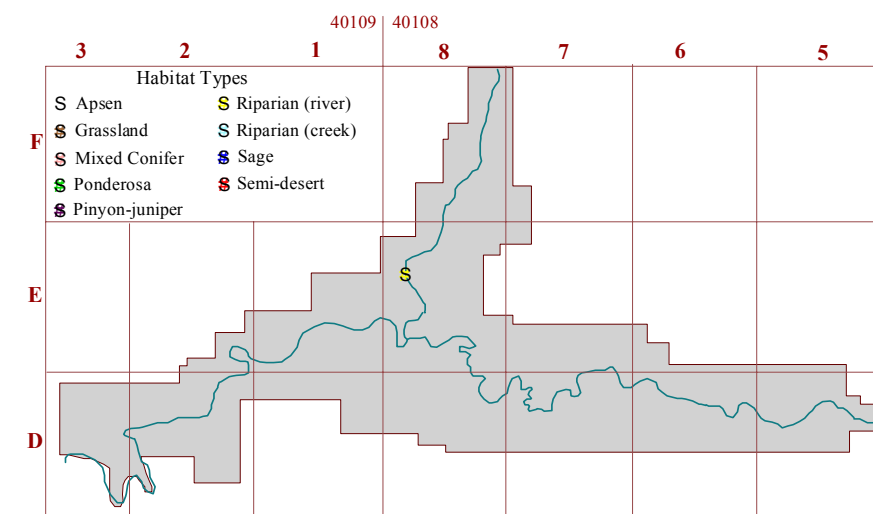 40109 40108
3 2 1 8 7 6 5
Habitat Types
S Apsen S Riparian (river)
F S Grassland S Riparian (creek)
S Mixed Conifer S Sage
S Ponderosa S Semi-desert
S Pinyon-juniper
E S
D